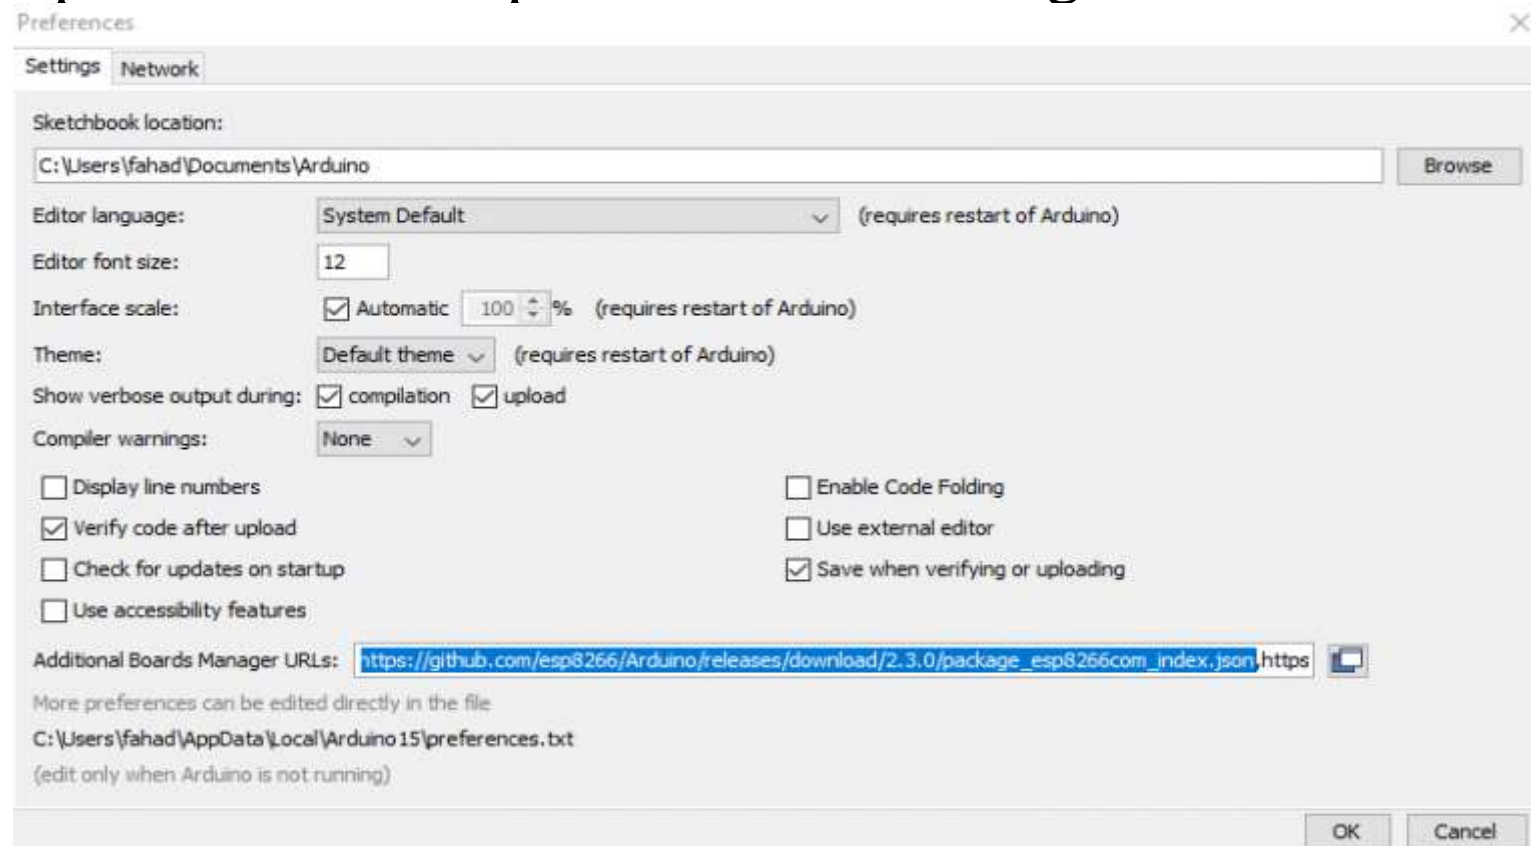 Preferences
Settings Network
Sketchbook location:
C:\Users\fahad\Documents\Arduino Browse
Editor language: System Default (requires restart of Arduino)
Editor font size: 12
Interface scale: Automatic 100 % (requires restart of Arduino)
Theme: Default theme (requires restart of Arduino)
Show verbose output during: compilation upload
Compiler warnings: None
Display line numbers Enable Code Folding
Verify code after upload Use external editor
Check for updates on startup Save when verifying or uploading
Use accessibility features
Additional Boards Manager URLs: https://github.com/esp8266/Arduino/releases/download/2.3.0/package_esp8266com_index.json,https
More preferences can be edited directly in the file
C:\Users\fahad\AppData\Local\Arduino15\preferences.txt
(edit only when Arduino is not running)
OK Cancel